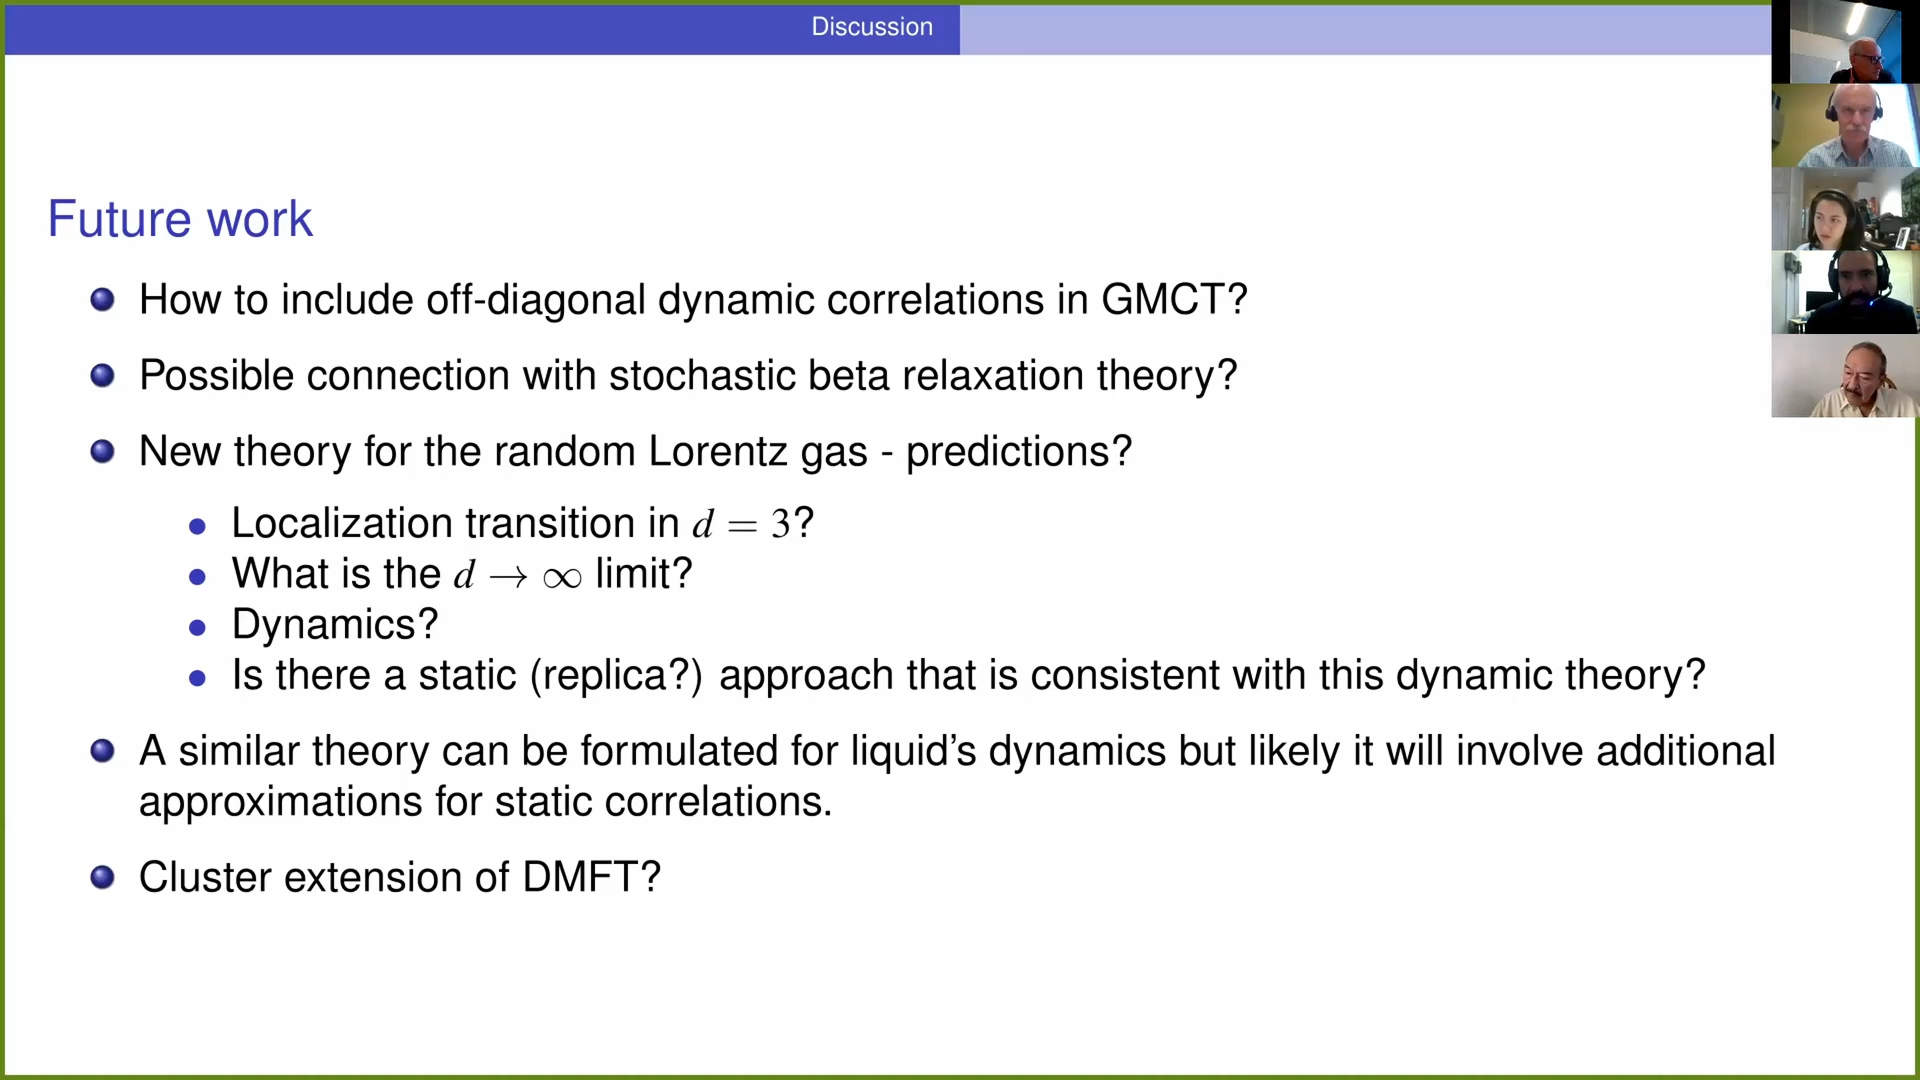 Discussion
Future work
How to include off-diagonal dynamic correlations in GMCT?
Possible connection with stochastic beta relaxation theory?
New theory for the random Lorentz gas - predictions?
Localization transition in d = 3?
What is the d → ∞ limit?
Dynamics?
Is there a static (replica?) approach that is consistent with this dynamic theory?
A similar theory can be formulated for liquid's dynamics but likely it will involve additional
approximations for static correlations.
Cluster extension of DMFT?